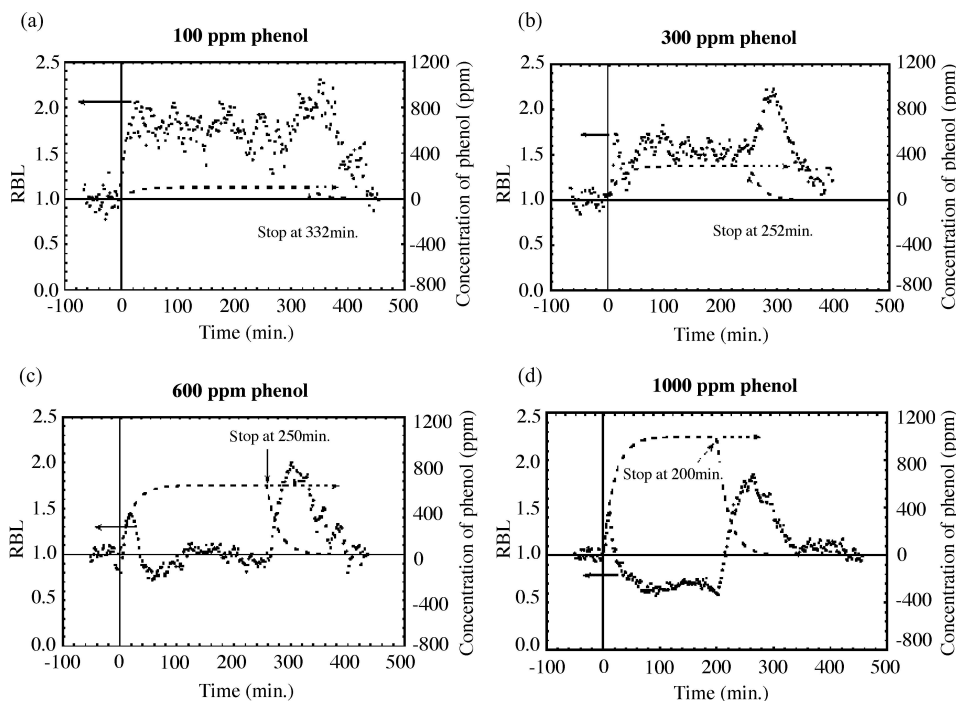 (a)
100 ppm phenol
2.5
2.0
1.5
1.0
0.5
0.0
RBL
1200
800
400
0
-400
-800
Concentration of phenol (ppm)
Stop at 332min.
-100 0 100 200 300 400 500
Time (min.)
(b)
300 ppm phenol
2.5
2.0
1.5
1.0
0.5
0.0
RBL
1200
800
400
0
-400
-800
Concentration of phenol (ppm)
Stop at 252min.
-100 0 100 200 300 400 500
Time (min.)
(c)
600 ppm phenol
2.5
2.0
1.5
1.0
0.5
0.0
RBL
1200
800
400
0
-400
-800
Concentration of phenol (ppm)
Stop at 250min.
-100 0 100 200 300 400 500
Time (min.)
(d)
1000 ppm phenol
2.5
2.0
1.5
1.0
0.5
0.0
RBL
1200
800
400
0
-400
-800
Concentration of phenol (ppm)
Stop at 200min.
-100 0 100 200 300 400 500
Time (min.)